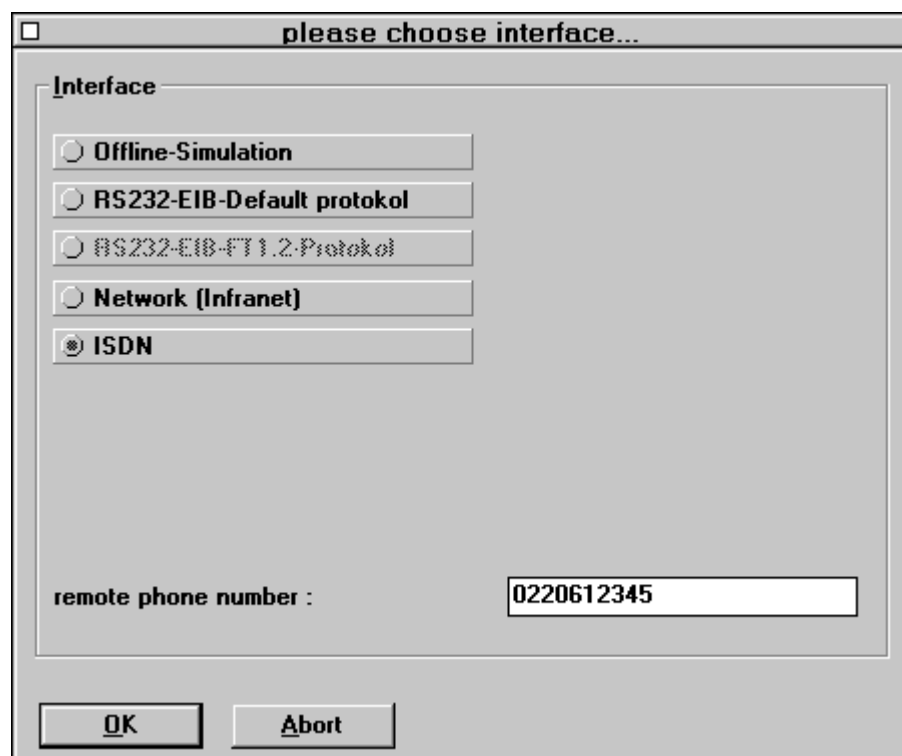 please choose interface...
Interface
Offline-Simulation
RS232-EIB-Default protokol
RS232-EIB-FT1.2-Protokol
Network (Infranet)
ISDN
remote phone number : 0220612345
OK Abort